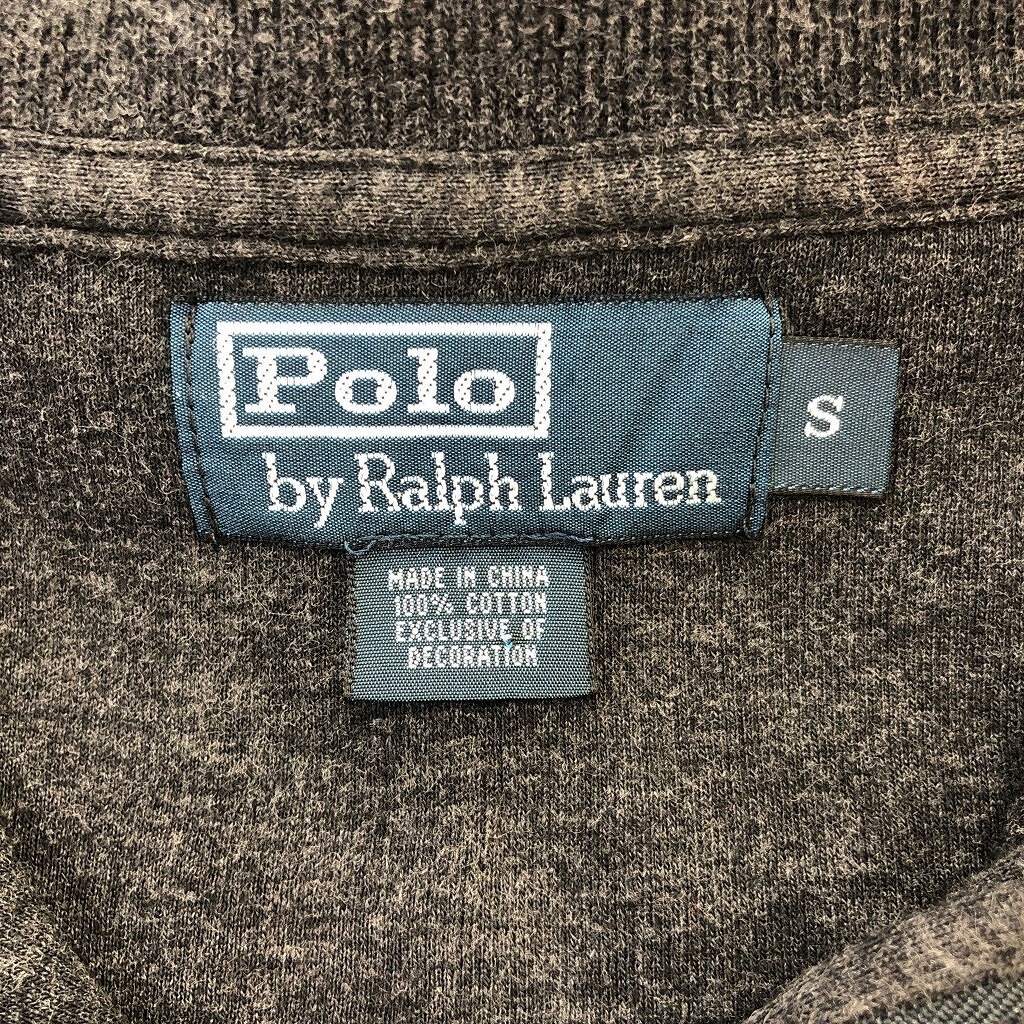 Polo
by Ralph Lauren
S
MADE IN CHINA
100% COTTON
EXCLUSIVE OF
DECORATION